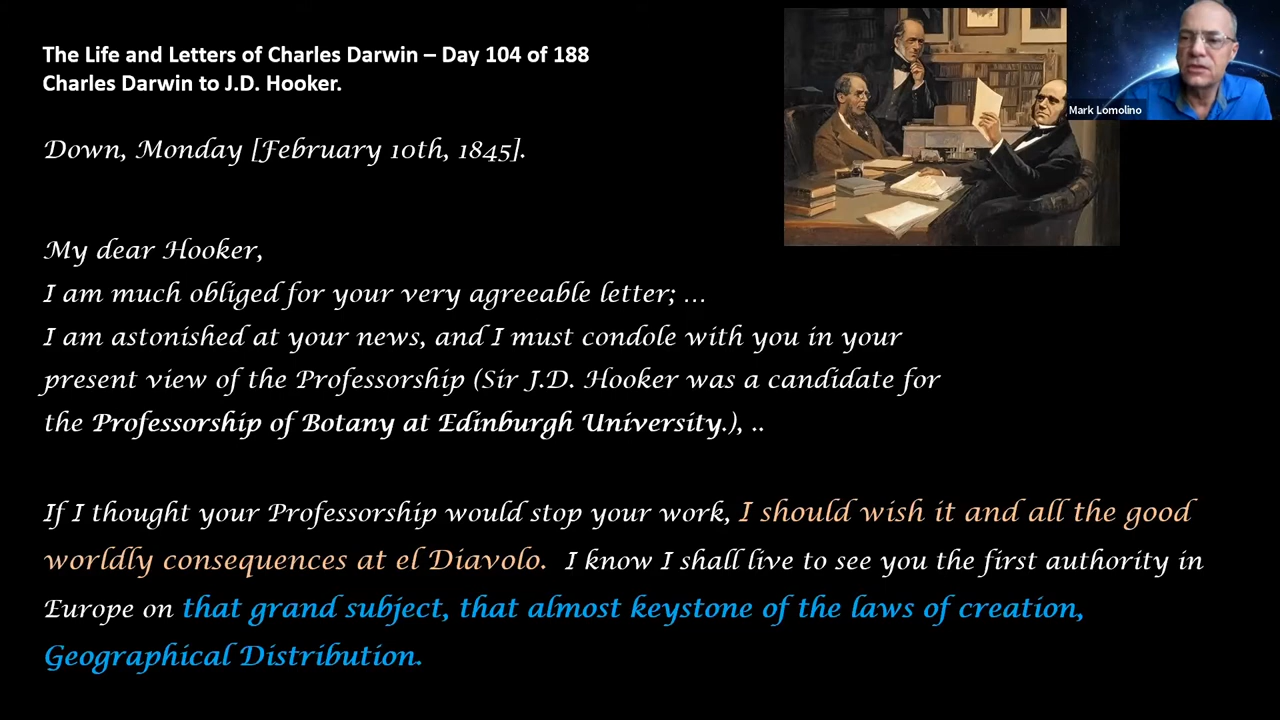 The Life and Letters of Charles Darwin – Day 104 of 188
Charles Darwin to J.D. Hooker.
Mark Lomolino
Down, Monday [February 10th, 1845].
My dear Hooker,
I am much obliged for your very agreeable letter; …
I am astonished at your news, and I must condole with you in your
present view of the Professorship (Sir J.D. Hooker was a candidate for
the Professorship of Botany at Edinburgh University.), ..
If I thought your Professorship would stop your work, I should wish it and all the good
worldly consequences at el Diavolo. I know I shall live to see you the first authority in
Europe on that grand subject, that almost keystone of the laws of creation,
Geographical Distribution.